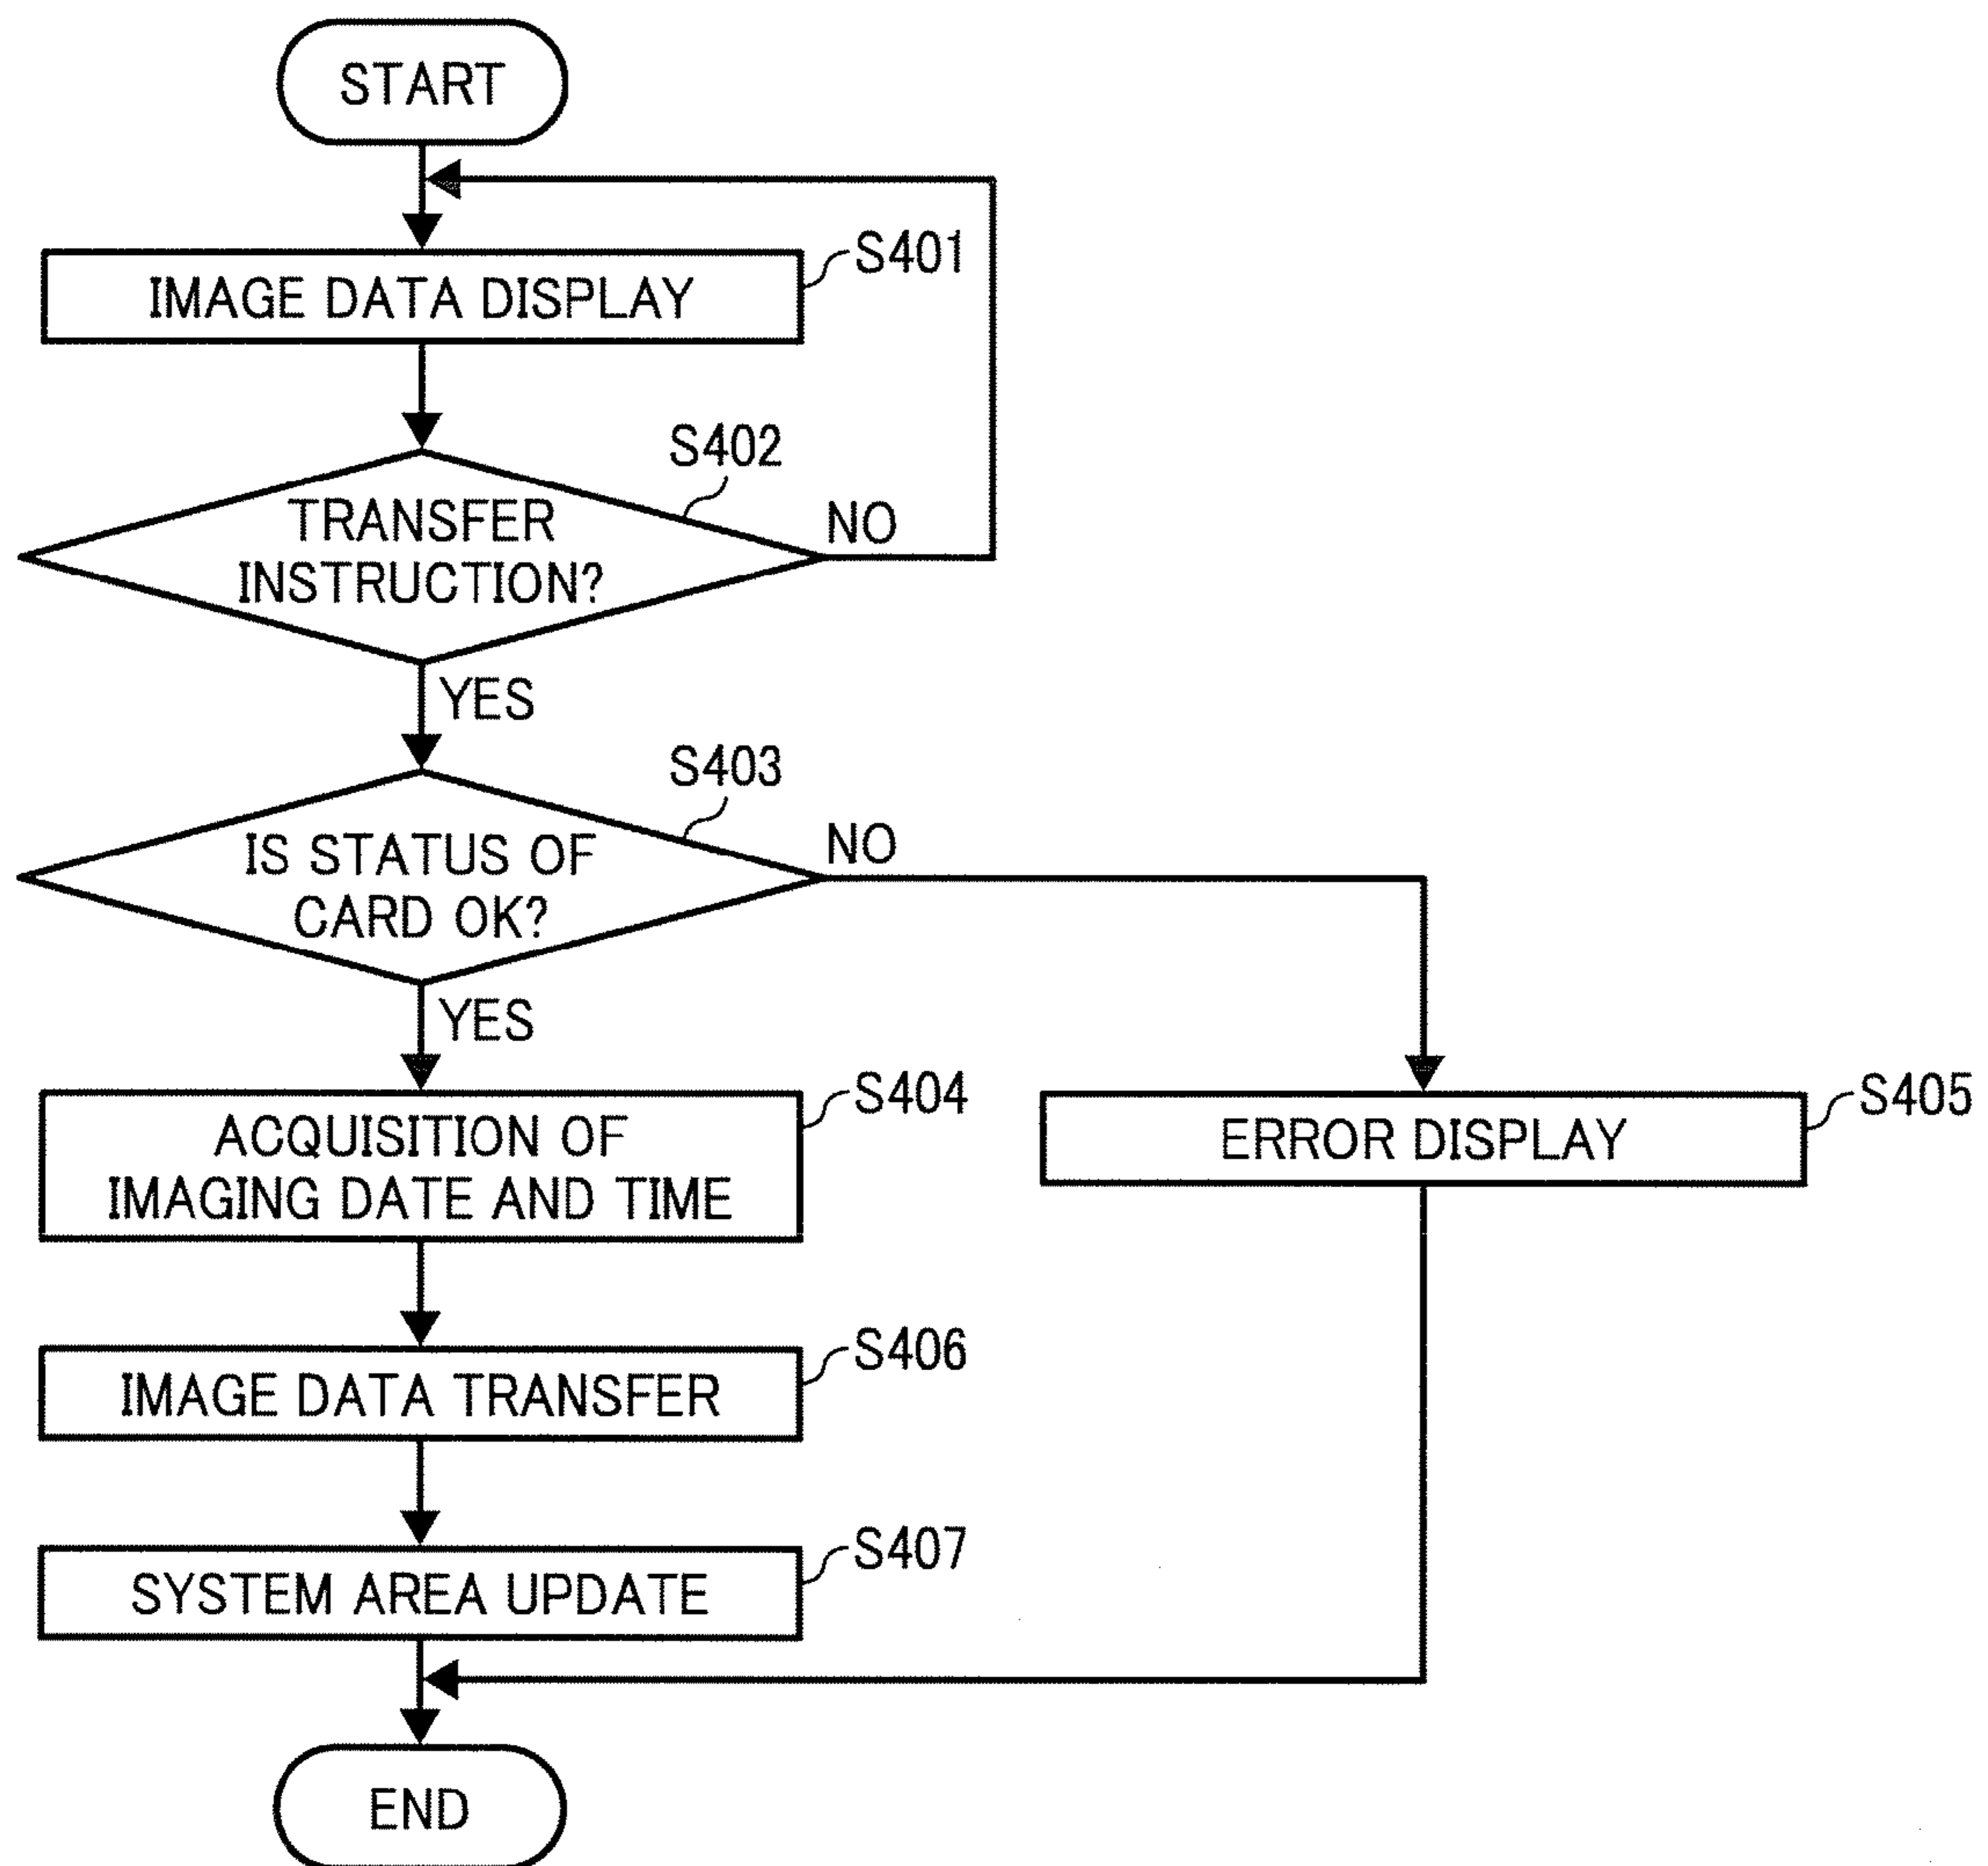 START
S401
IMAGE DATA DISPLAY
S402
TRANSFER
INSTRUCTION?
NO
YES
S403
IS STATUS OF
CARD OK?
NO
YES
S404
ACQUISITION OF
IMAGING DATE AND TIME
S405
ERROR DISPLAY
S406
IMAGE DATA TRANSFER
S407
SYSTEM AREA UPDATE
END